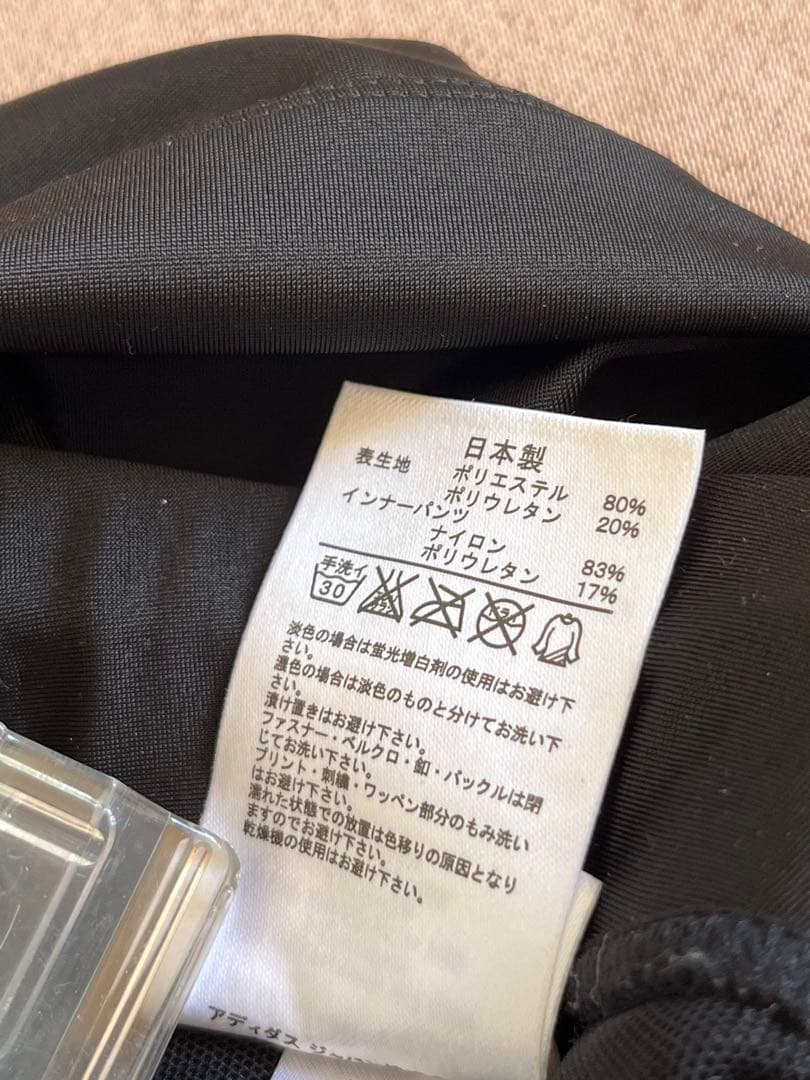 日本製
表生地 ポリエステル 80%
ポリウレタン 20%
インナーパンツ
ナイロン 83%
ポリウレタン 17%
手洗イ
30
淡色の場合は蛍光増白剤の使用はお避け下
さい。
濃色の場合は淡色のものと分けてお洗い下
さい。
漬け置きはお避け下さい。
ファスナー・ベルクロ・釦・バックルは閉
じてお洗い下さい。
プリント・刺繍・ワッペン部分のもみ洗い
はお避け下さい。
濡れた状態での放置は色移りの原因となり
ますのでお避け下さい。
乾燥機の使用はお避け下さい。
アディダス